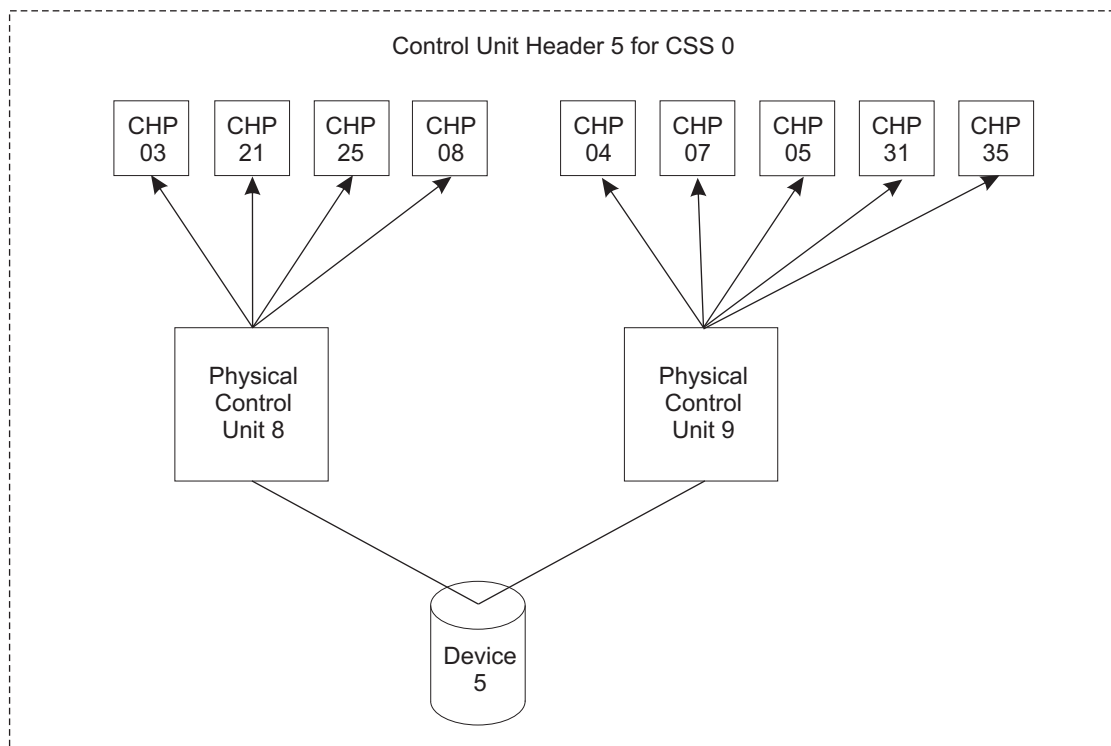 Control Unit Header 5 for CSS 0
CHP
03
CHP
21
CHP
25
CHP
08
CHP
04
CHP
07
CHP
05
CHP
31
CHP
35
Physical
Control
Unit 8
Physical
Control
Unit 9
Device
5